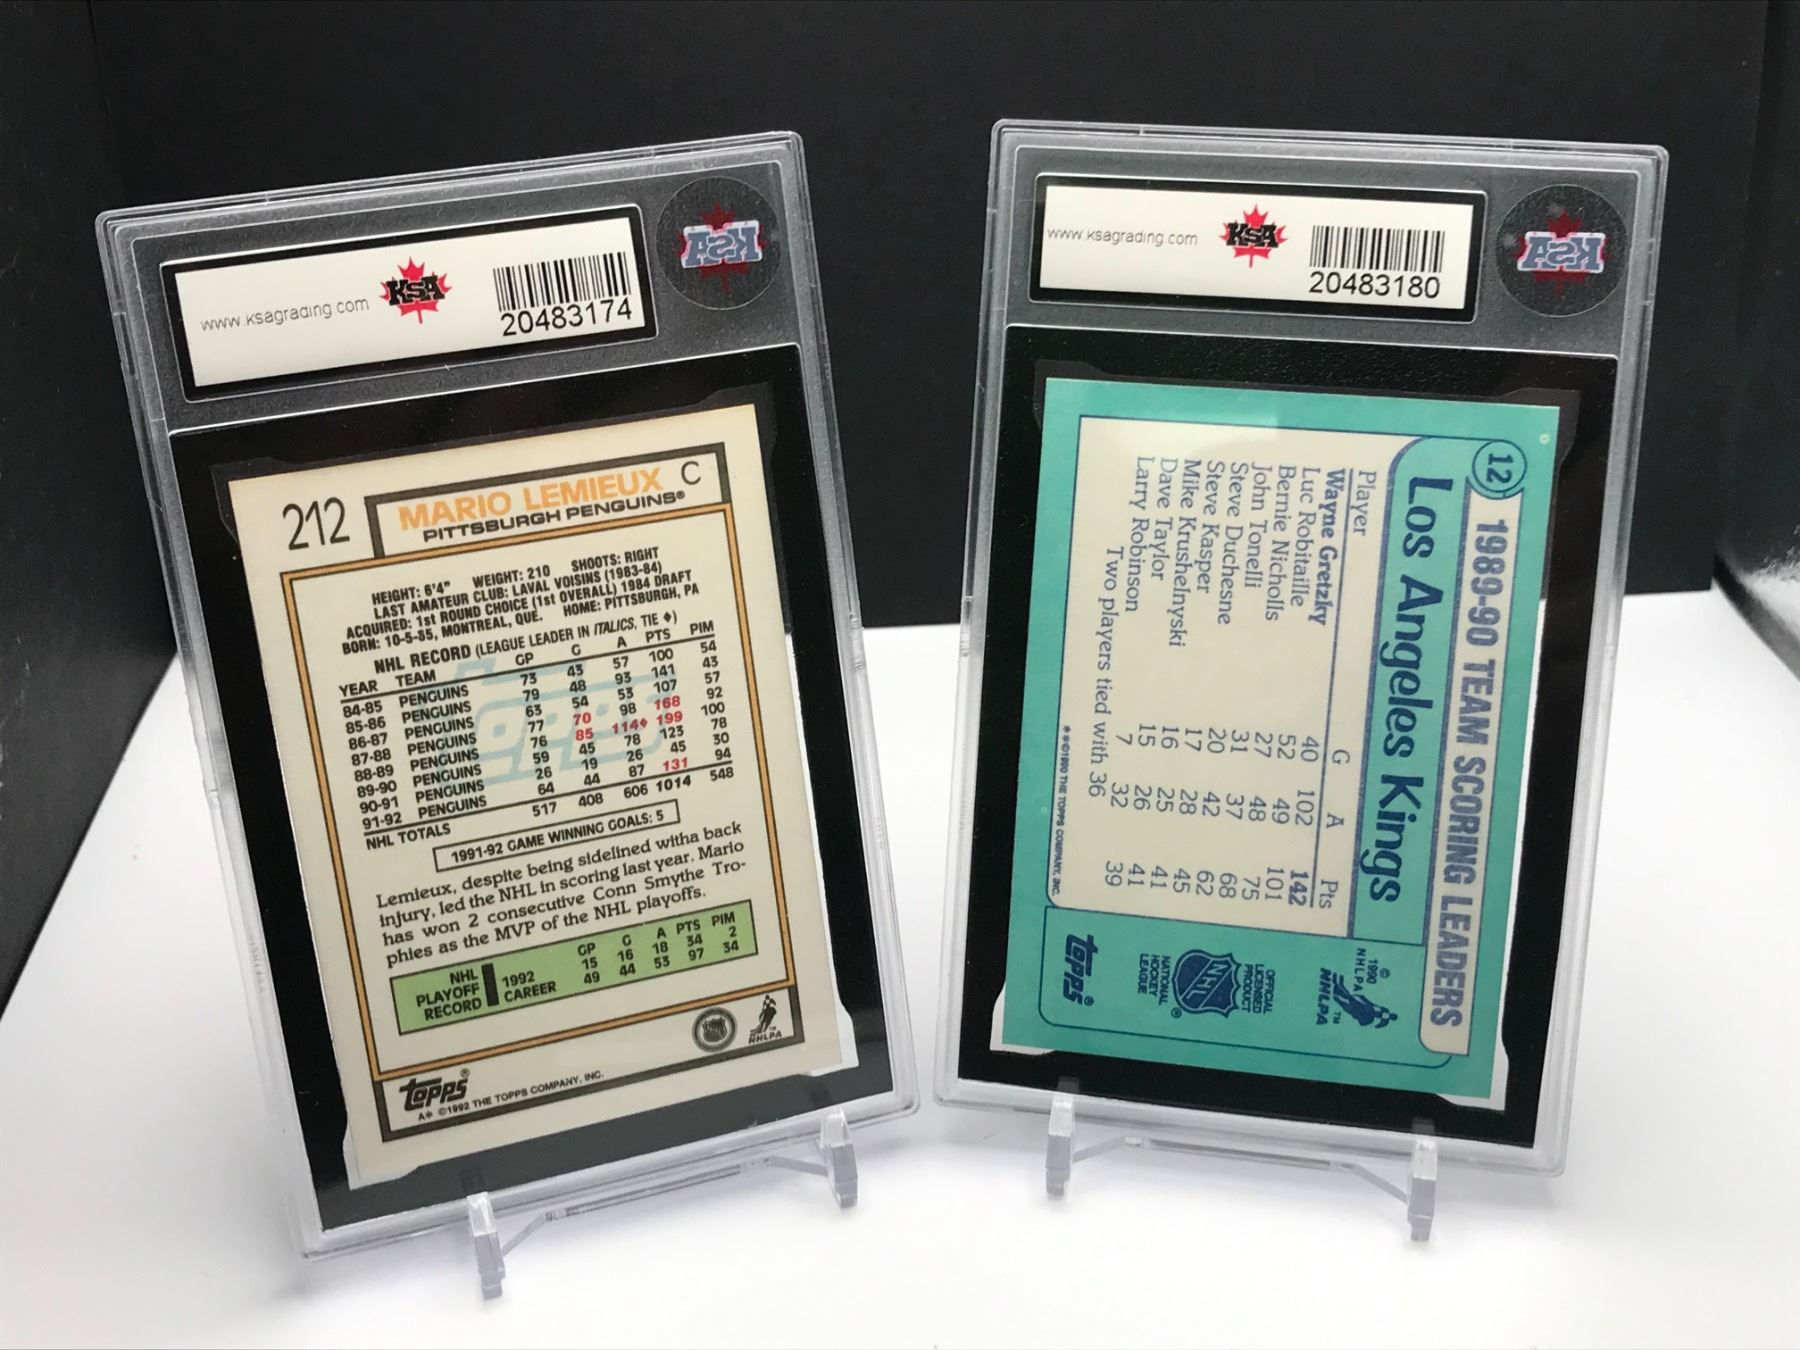 www.ksagrading.com
KSA
20483174
KSA
212
MARIO LEMIEUX C
PITTSBURGH PENGUINS®
HEIGHT: 6'4" WEIGHT: 210 SHOOTS: RIGHT
LAST AMATEUR CLUB: LAVAL VOISINS (1983-84)
ACQUIRED: 1st ROUND CHOICE (1st OVERALL) 1984 DRAFT
BORN: 10-5-85, MONTREAL, QUE. HOME: PITTSBURGH, PA
NHL RECORD (LEAGUE LEADER IN ITALICS, TIE ♦)
YEAR TEAM GP G A PTS PIM
84-85 PENGUINS 73 43 57 100 54
85-86 PENGUINS 79 48 93 141 43
86-87 PENGUINS 63 54 53 107 57
87-88 PENGUINS 77 70 98 168 92
88-89 PENGUINS 76 85 114♦ 199 100
89-90 PENGUINS 59 45 78 123 78
90-91 PENGUINS 26 19 26 45 30
91-92 PENGUINS 64 44 87 131 94
NHL TOTALS 517 408 606 1014 548
Topps
1991-92 GAME WINNING GOALS: 5
Lemieux, despite being sidelined witha back
injury, led the NHL in scoring last year. Mario
has won 2 consecutive Conn Smythe Tro-
phies as the MVP of the NHL playoffs.
NHL PLAYOFF RECORD
GP G A PTS PIM
1992 15 16 18 34 2
CAREER 49 44 53 97 34
NHLPA™
Topps®
A* ©1992 THE TOPPS COMPANY, INC.
www.ksagrading.com
KSA
20483180
KSA
12
1989-90 TEAM SCORING LEADERS
Los Angeles Kings
Player G A Pts
Wayne Gretzky 40 102 142
Luc Robitaille 52 49 101
Bernie Nicholls 27 48 75
John Tonelli 31 37 68
Steve Duchesne 20 42 62
Steve Kasper 17 28 45
Mike Krushelnyski 16 25 41
Dave Taylor 15 26 41
Larry Robinson 7 32 39
Two players tied with 36
**©1990 THE TOPPS COMPANY, INC.
© 1990 NHLPA
NHLPA™
OFFICIAL
LICENSED
PRODUCT
NHL®
NATIONAL
HOCKEY
LEAGUE
Topps®